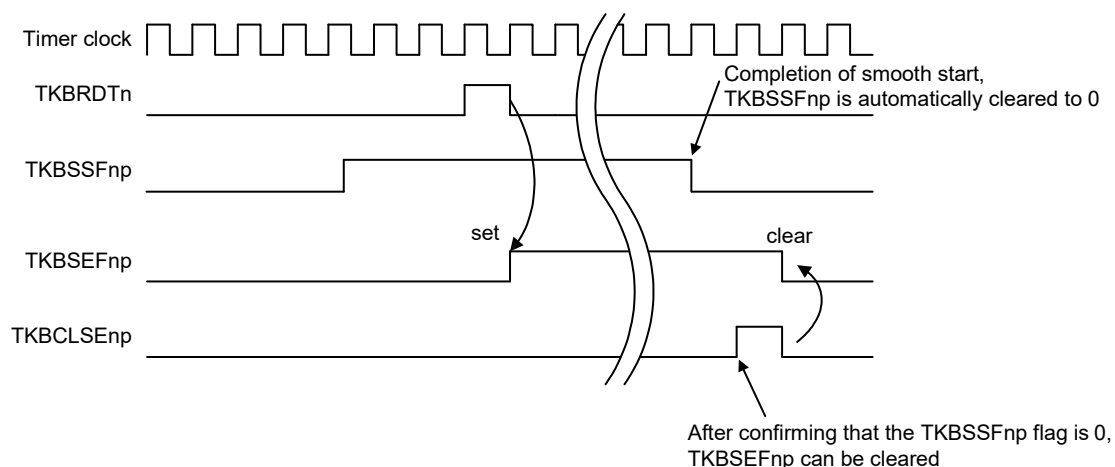 Timer clock
Completion of smooth start,
TKBRDTn
TKBSSFnp is automatically cleared to 0
TKBSSFnp
set
clear
TKBSEFnp
TKBCLSEnp
After confirming that the TKBSSFnp flag is 0,
TKBSEFnp can be cleared